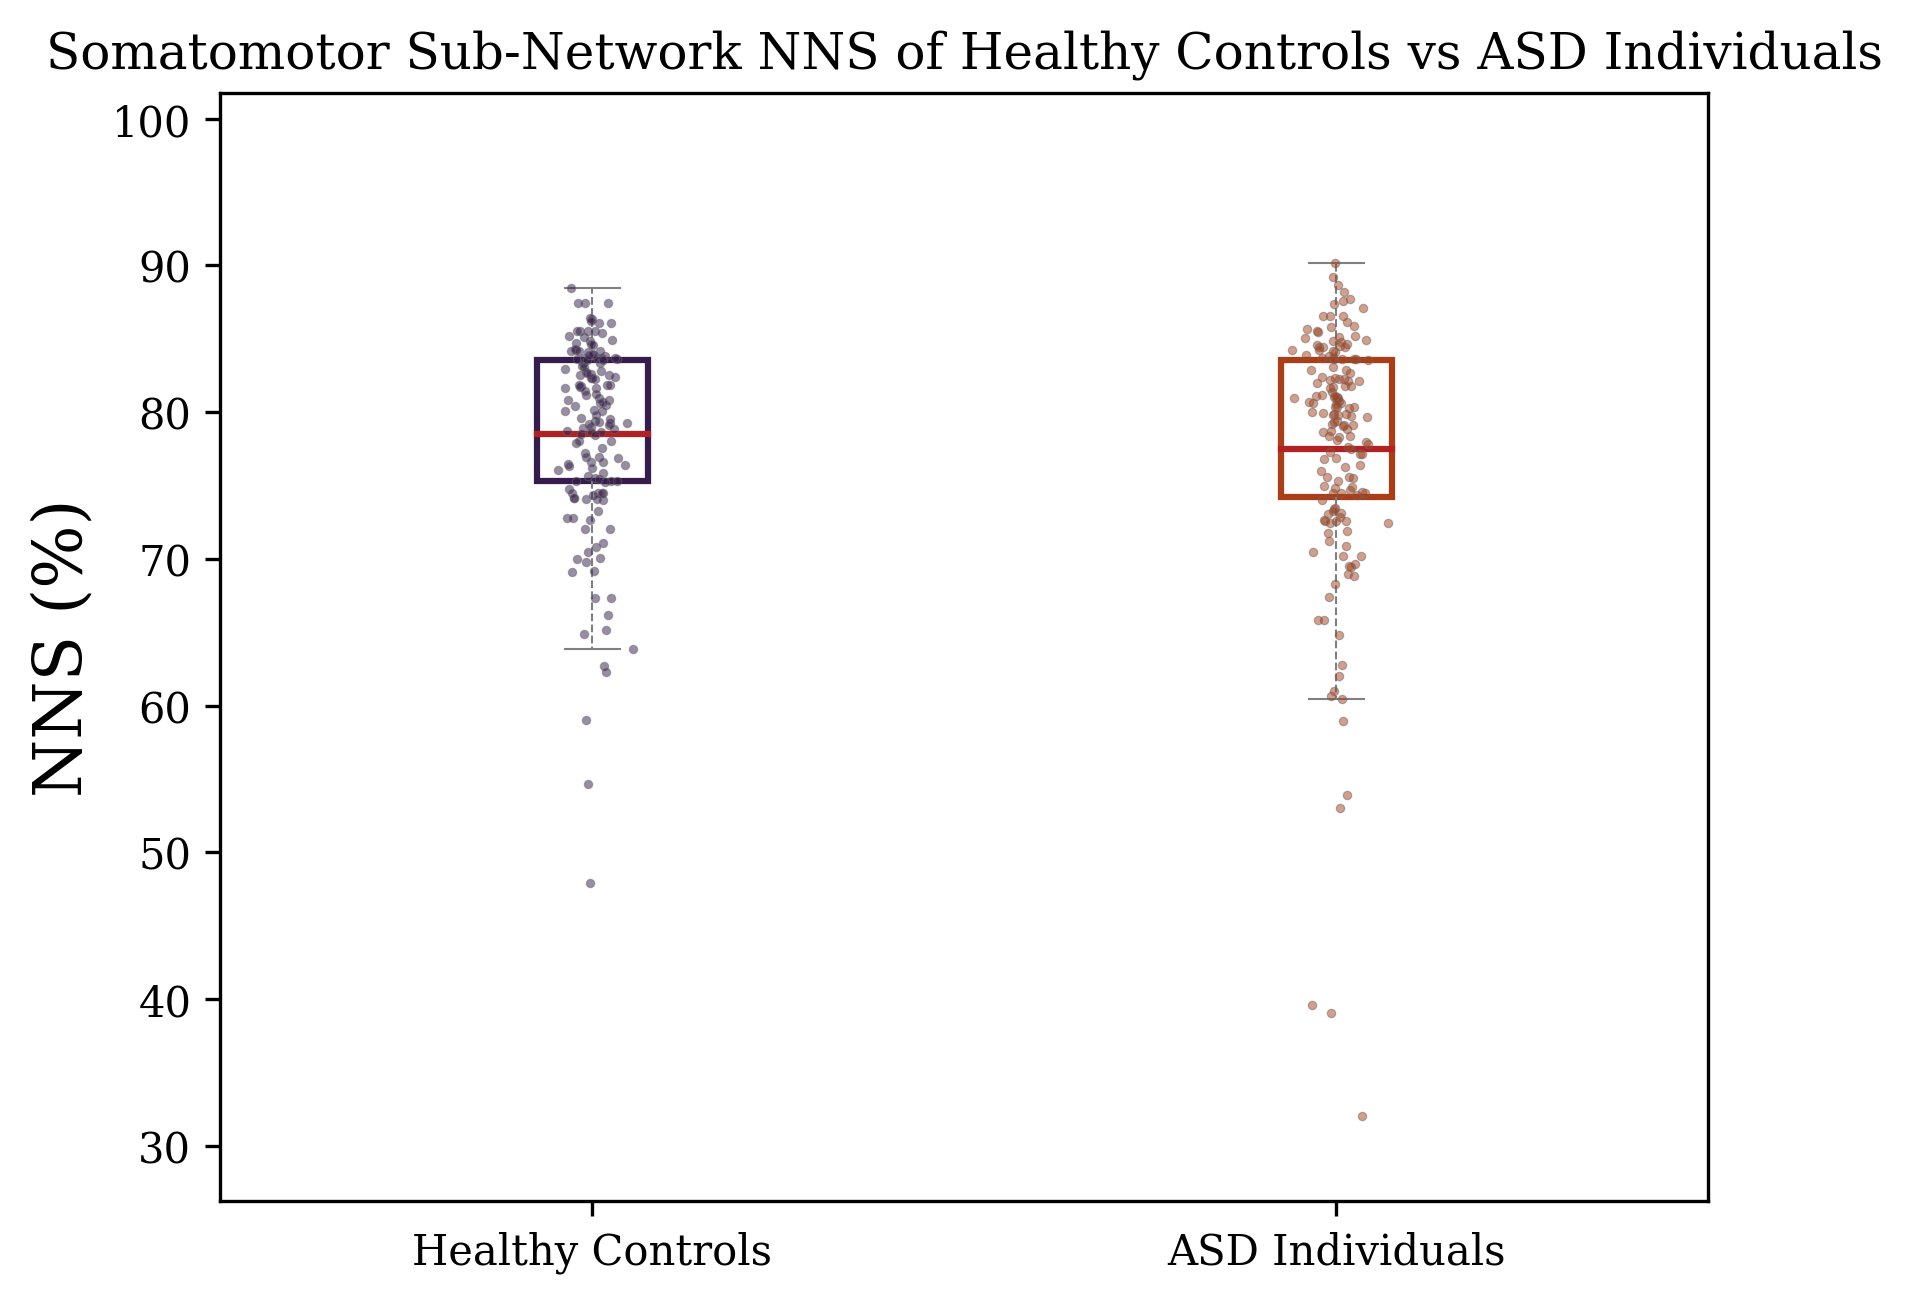 Somatomotor Sub-Network NNS of Healthy Controls vs ASD Individuals
100
90
80
70
60
50
40
30
NNS (%)
Healthy Controls
ASD Individuals